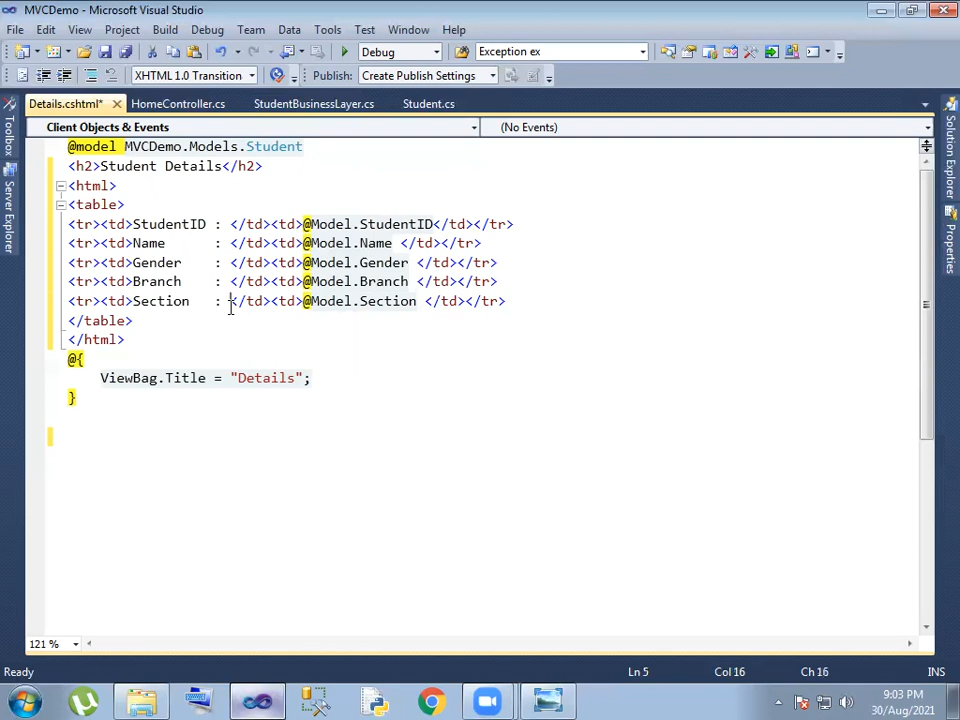 MVCDemo - Microsoft Visual Studio
File Edit View Project Build Debug Team Data Tools Test Window Help
Debug Exception ex
XHTML 1.0 Transition Publish: Create Publish Settings
Details.cshtml* HomeController.cs StudentBusinessLayer.cs Student.cs
Client Objects & Events (No Events)
@model MVCDemo.Models.Student
<h2>Student Details</h2>
<html>
<table>
<tr><td>StudentID : </td><td>@Model.StudentID</td></tr>
<tr><td>Name      : </td><td>@Model.Name </td></tr>
<tr><td>Gender    : </td><td>@Model.Gender </td></tr>
<tr><td>Branch    : </td><td>@Model.Branch </td></tr>
<tr><td>Section   : </td><td>@Model.Section </td></tr>
</table>
</html>
@{
    ViewBag.Title = "Details";
}
Toolbox
Server Explorer
Solution Explorer
Properties
121 %
Ready Ln 5 Col 16 Ch 16 INS
9:03 PM
30/Aug/2021